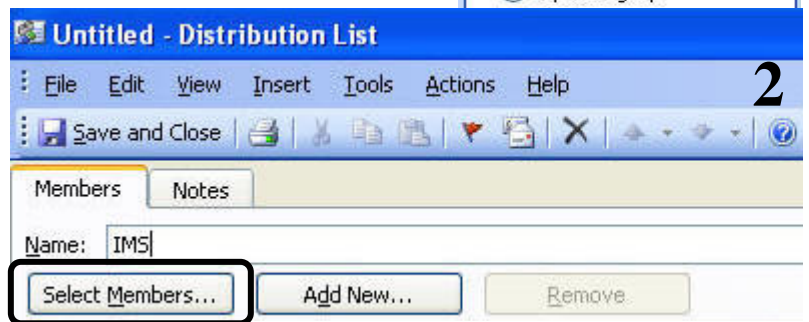 Untitled - Distribution List
File Edit View Insert Tools Actions Help
2
Save and Close
Members Notes
Name: IMS
Select Members... Add New... Remove